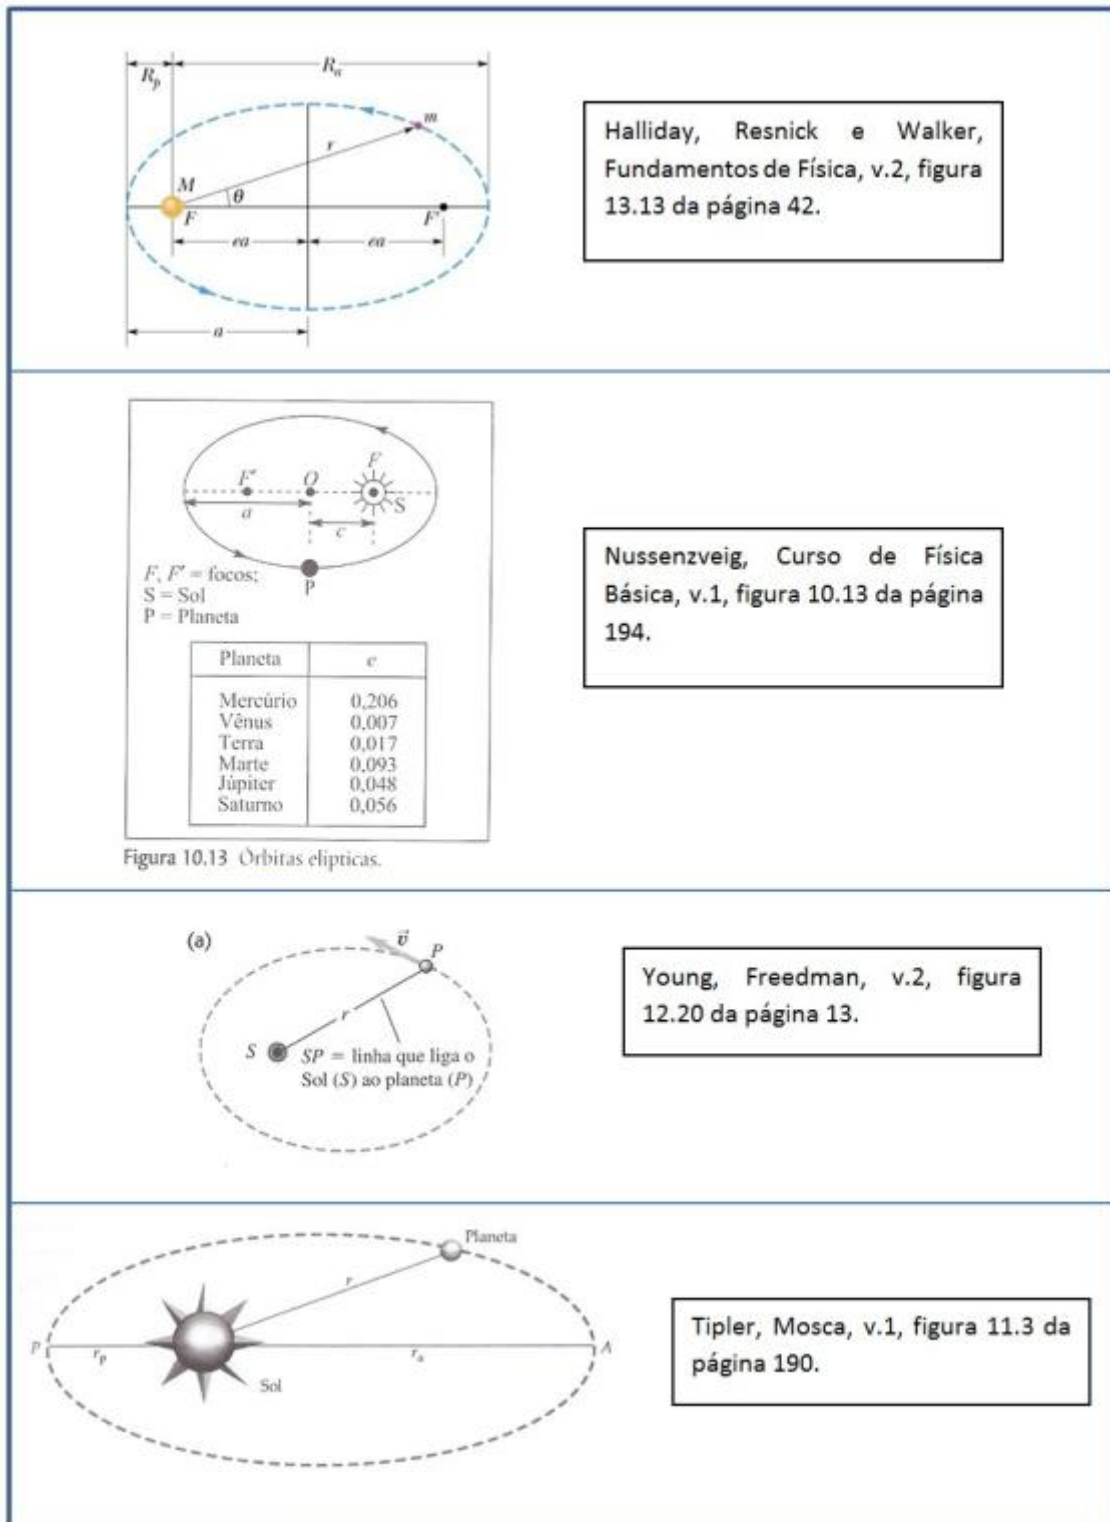 R_p
R_a
m
r
M
θ
F
F'
ea
ea
a
Halliday, Resnick e Walker,
Fundamentos de Física, v.2, figura
13.13 da página 42.
F' O F
S
a
c
P
F, F' = focos;
S = Sol
P = Planeta
Planeta e
Mercúrio 0,206
Vênus 0,007
Terra 0,017
Marte 0,093
Júpiter 0,048
Saturno 0,056
Figura 10.13 Órbitas elípticas.
Nussenzveig, Curso de Física
Básica, v.1, figura 10.13 da página
194.
(a)
v
P
r
S
SP = linha que liga o
Sol (S) ao planeta (P)
Young, Freedman, v.2, figura
12.20 da página 13.
Planeta
r
P
r_p
r_a
A
Sol
Tipler, Mosca, v.1, figura 11.3 da
página 190.